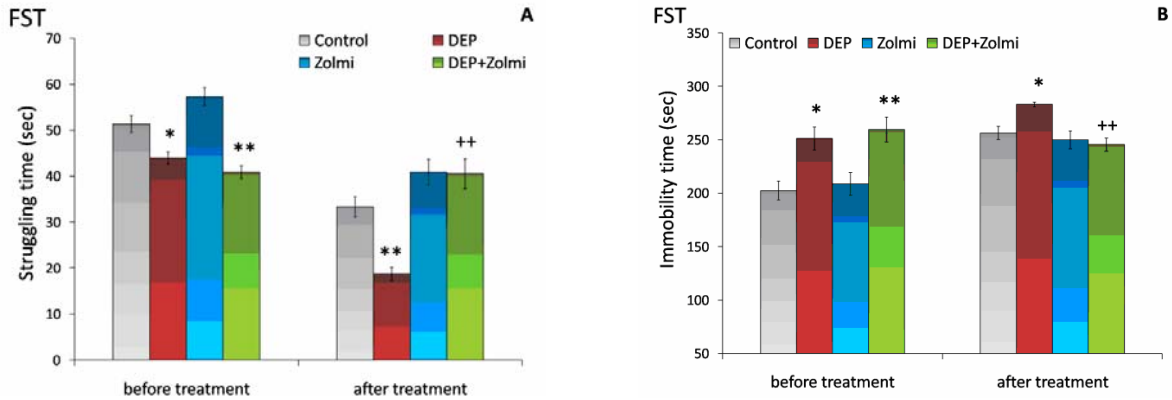 FST
A
Struggling time (sec)
70
60
50
40
30
20
10
0
Control
DEP
Zolmi
DEP+Zolmi
*
**
**
++
before treatment
after treatment
FST
B
Immobility time (sec)
350
300
250
200
150
100
50
Control
DEP
Zolmi
DEP+Zolmi
*
**
*
++
before treatment
after treatment